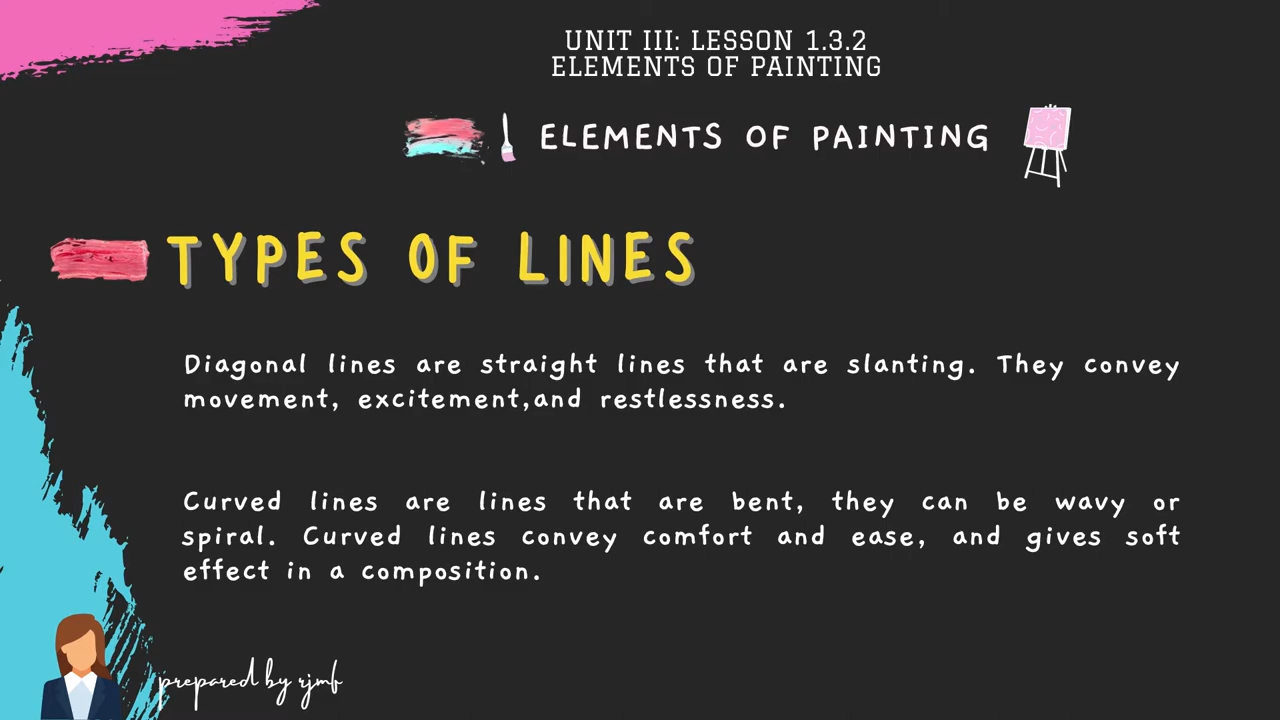 UNIT III: LESSON 1.3.2
ELEMENTS OF PAINTING
ELEMENTS OF PAINTING
TYPES OF LINES
Diagonal lines are straight lines that are slanting. They convey
movement, excitement,and restlessness.
Curved lines are lines that are bent, they can be wavy or
spiral. Curved lines convey comfort and ease, and gives soft
effect in a composition.
prepared by rjmf